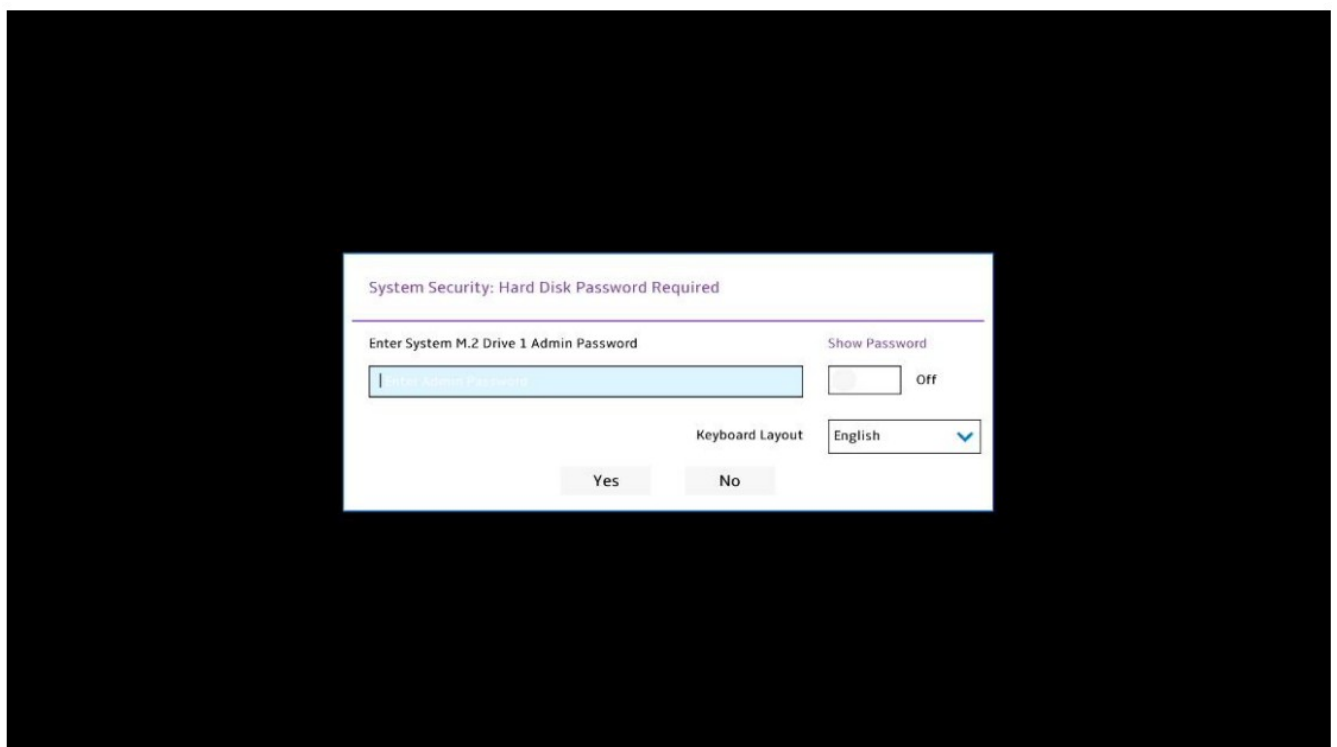 System Security: Hard Disk Password Required
Enter System M.2 Drive 1 Admin Password
Show Password
Enter Admin Password
Off
Keyboard Layout
English
Yes
No